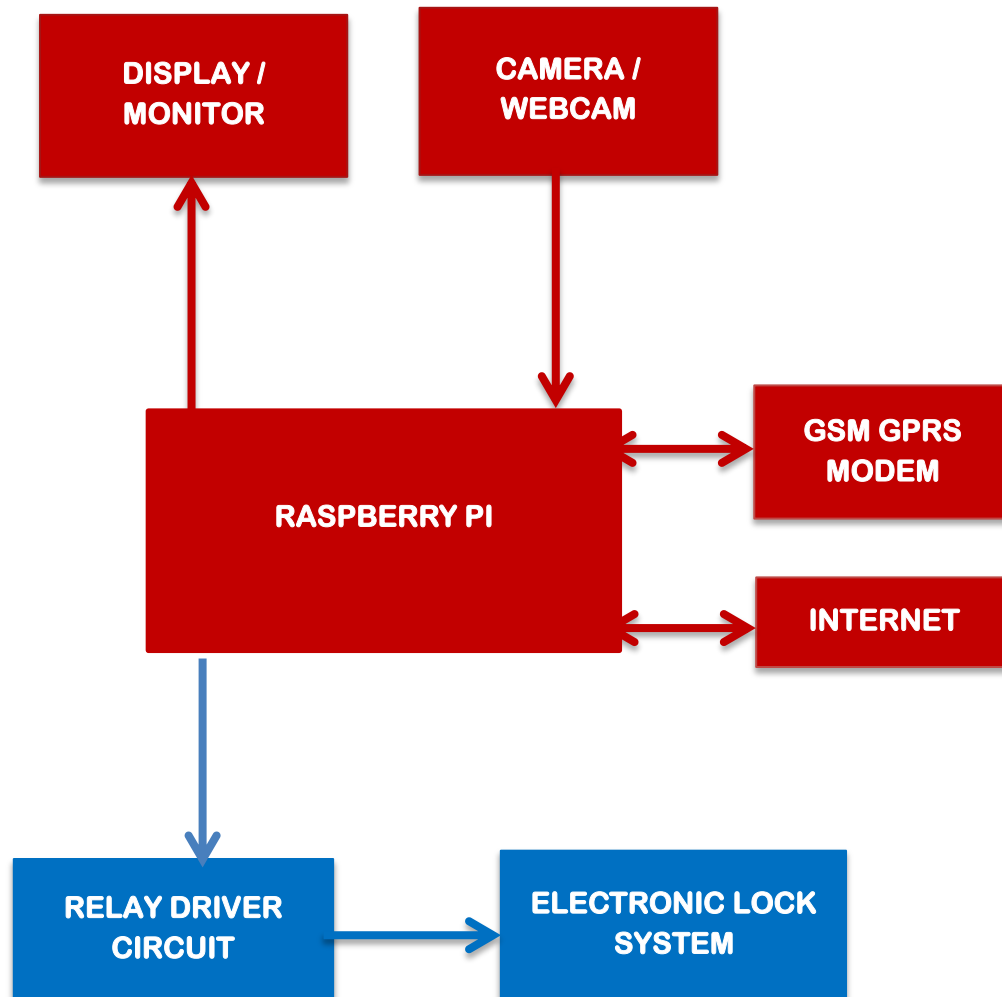 DISPLAY /
MONITOR
CAMERA /
WEBCAM
GSM GPRS
MODEM
RASPBERRY PI
INTERNET
RELAY DRIVER
CIRCUIT
ELECTRONIC LOCK
SYSTEM